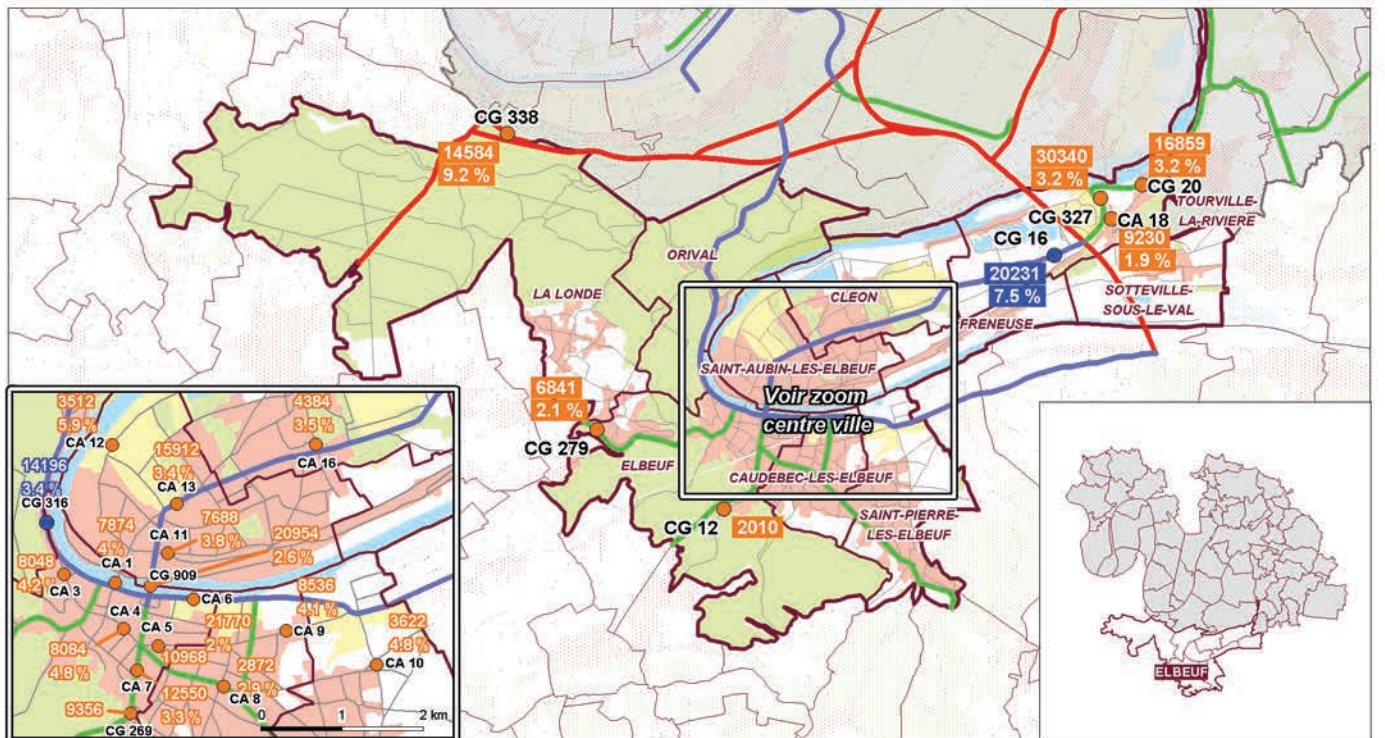 CG 338
14584
9.2 %
30340
3.2 %
16859
3.2 %
CG 20
TOURVILLE-
LA-RIVIERE
CG 327
CA 18
CG 16
9230
1.9 %
20231
7.5 %
ORIVAL
CLEON
SOTTEVILLE-
SOUS-LE-VAL
LA LONDE
FRENEUSE
SAINT-AUBIN-LES-ELBEUF
6841
2.1 %
Voir zoom
centre ville
CG 279
ELBEUF
CAUDEBEC-LES-ELBEUF
CG 12
2010
SAINT-PIERRE-
LES-ELBEUF
3512
5.9 %
CA 12
4384
3.5 %
CA 16
15912
3.4 %
CA 13
14196
3.4 %
CG 316
7874
4 %
CA 1
7688
3.8 %
CA 11
20954
2.6 %
CG 909
8048
4.2 %
CA 3
CA 6
8536
4.1 %
CA 9
CA 4
CA 5
21770
2 %
3622
4.8 %
CA 10
8084
4.8 %
10968
2872
2.9 %
CA 7
CA 8
12550
3.3 %
9356
CG 269
0 1 2 km
ELBEUF